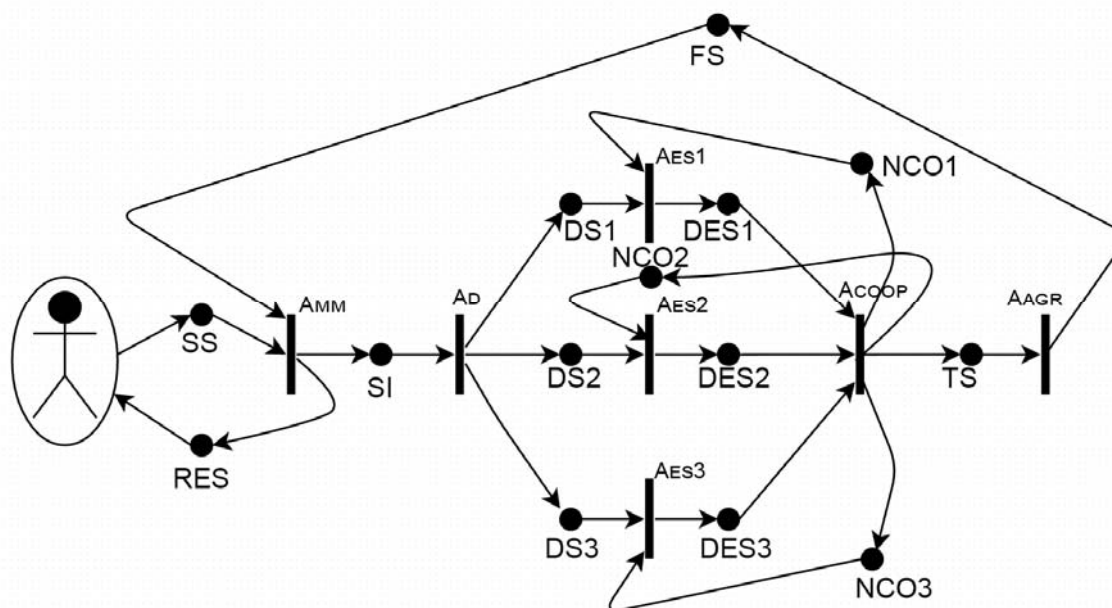 FS
AES1
NCO1
DS1
DES1
NCO2
AMM
AD
AES2
ACOOP
AAGR
SS
SI
DS2
DES2
TS
RES
AES3
DS3
DES3
NCO3